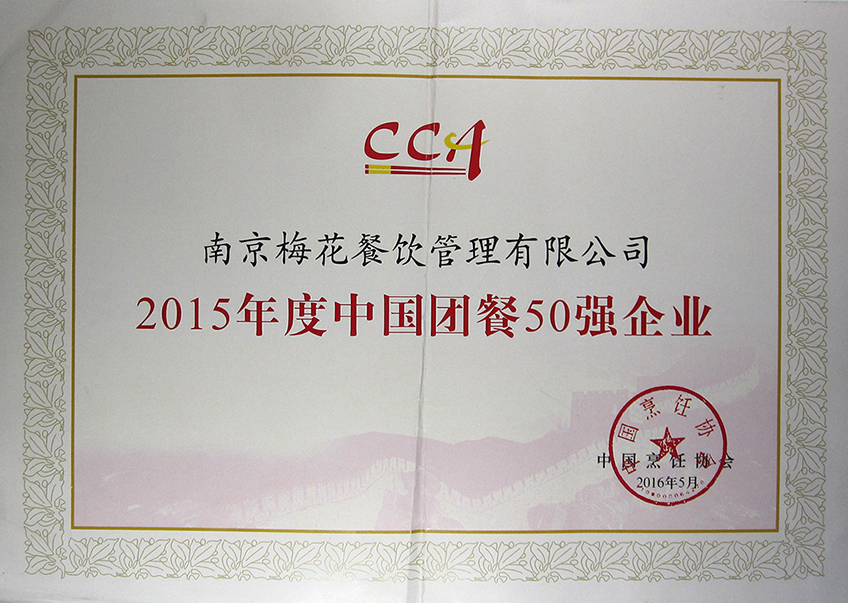 CCA
南京梅花餐饮管理有限公司
2015年度中国团餐50强企业
中国烹饪协会
中国烹饪协会
2016年5月